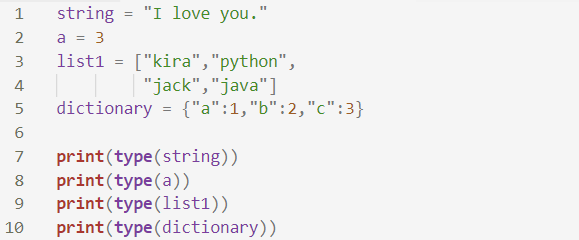 1 string = "I love you."
2 a = 3
3 list1 = ["kira","python",
4 "jack","java"]
5 dictionary = {"a":1,"b":2,"c":3}
6
7 print(type(string))
8 print(type(a))
9 print(type(list1))
10 print(type(dictionary))